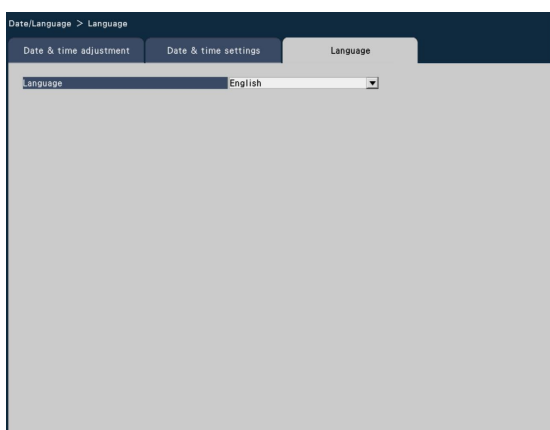 Date/Language > Language
Date & time adjustment
Date & time settings
Language
Language
English